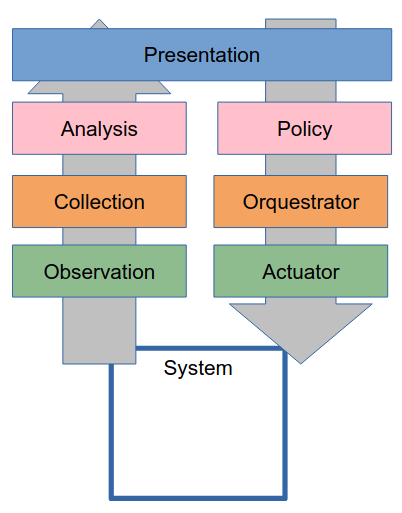 Presentation
Analysis
Policy
Collection
Orquestrator
Observation
Actuator
System